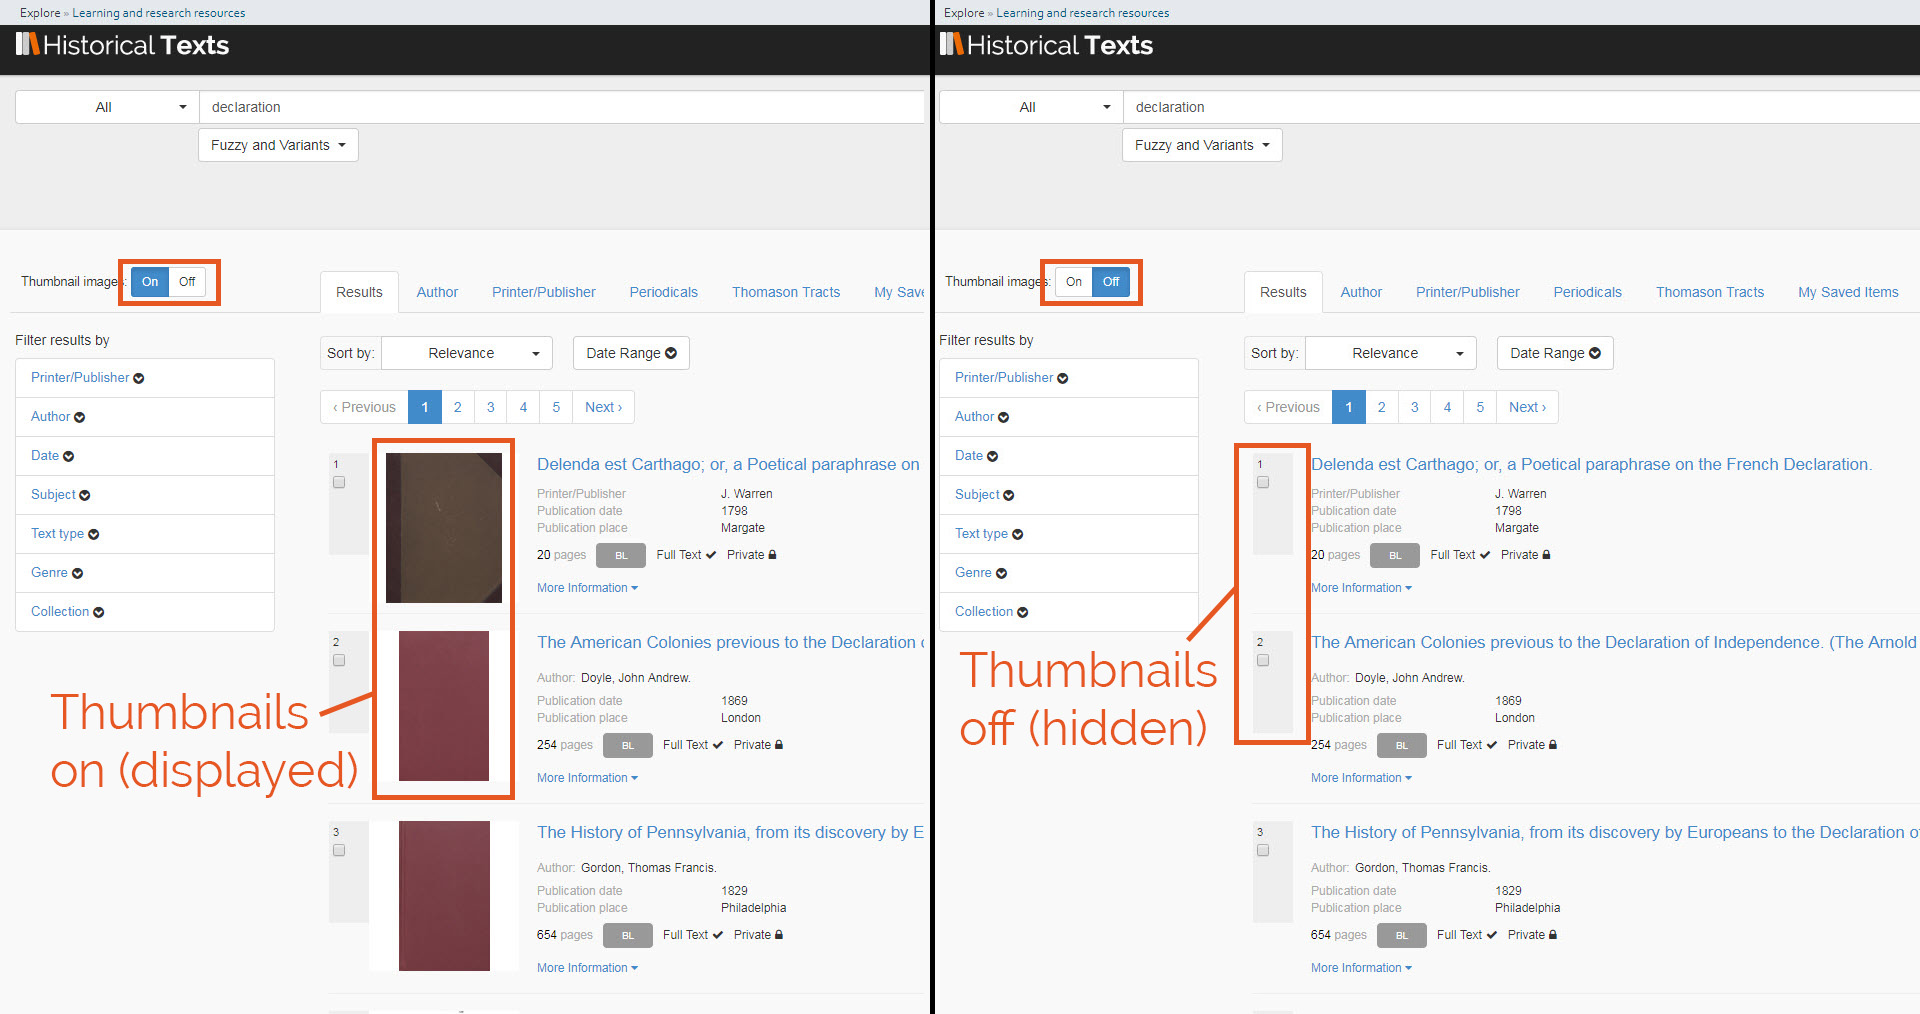 Explore » Learning and research resources
Historical Texts
All declaration
Fuzzy and Variants
Thumbnail images: On Off
Results Author Printer/Publisher Periodicals Thomason Tracts My Save
Filter results by
Sort by: Relevance Date Range
Printer/Publisher
Author
Date
Subject
Text type
Genre
Collection
‹ Previous 1 2 3 4 5 Next ›
1
Delenda est Carthago; or, a Poetical paraphrase on
Printer/Publisher J. Warren
Publication date 1798
Publication place Margate
20 pages BL Full Text Private
More Information
2
The American Colonies previous to the Declaration
Author: Doyle, John Andrew.
Publication date 1869
Publication place London
254 pages BL Full Text Private
More Information
Thumbnails
on (displayed)
3
The History of Pennsylvania, from its discovery by E
Author: Gordon, Thomas Francis.
Publication date 1829
Publication place Philadelphia
654 pages BL Full Text Private
More Information
Explore » Learning and research resources
Historical Texts
All declaration
Fuzzy and Variants
Thumbnail images: On Off
Results Author Printer/Publisher Periodicals Thomason Tracts My Saved Items
Filter results by
Sort by: Relevance Date Range
Printer/Publisher
Author
Date
Subject
Text type
Genre
Collection
‹ Previous 1 2 3 4 5 Next ›
1
Delenda est Carthago; or, a Poetical paraphrase on the French Declaration.
Printer/Publisher J. Warren
Publication date 1798
Publication place Margate
20 pages BL Full Text Private
More Information
2
The American Colonies previous to the Declaration of Independence. (The Arnold
Author: Doyle, John Andrew.
Publication date 1869
Publication place London
254 pages BL Full Text Private
More Information
Thumbnails
off (hidden)
3
The History of Pennsylvania, from its discovery by Europeans to the Declaration of
Author: Gordon, Thomas Francis.
Publication date 1829
Publication place Philadelphia
654 pages BL Full Text Private
More Information